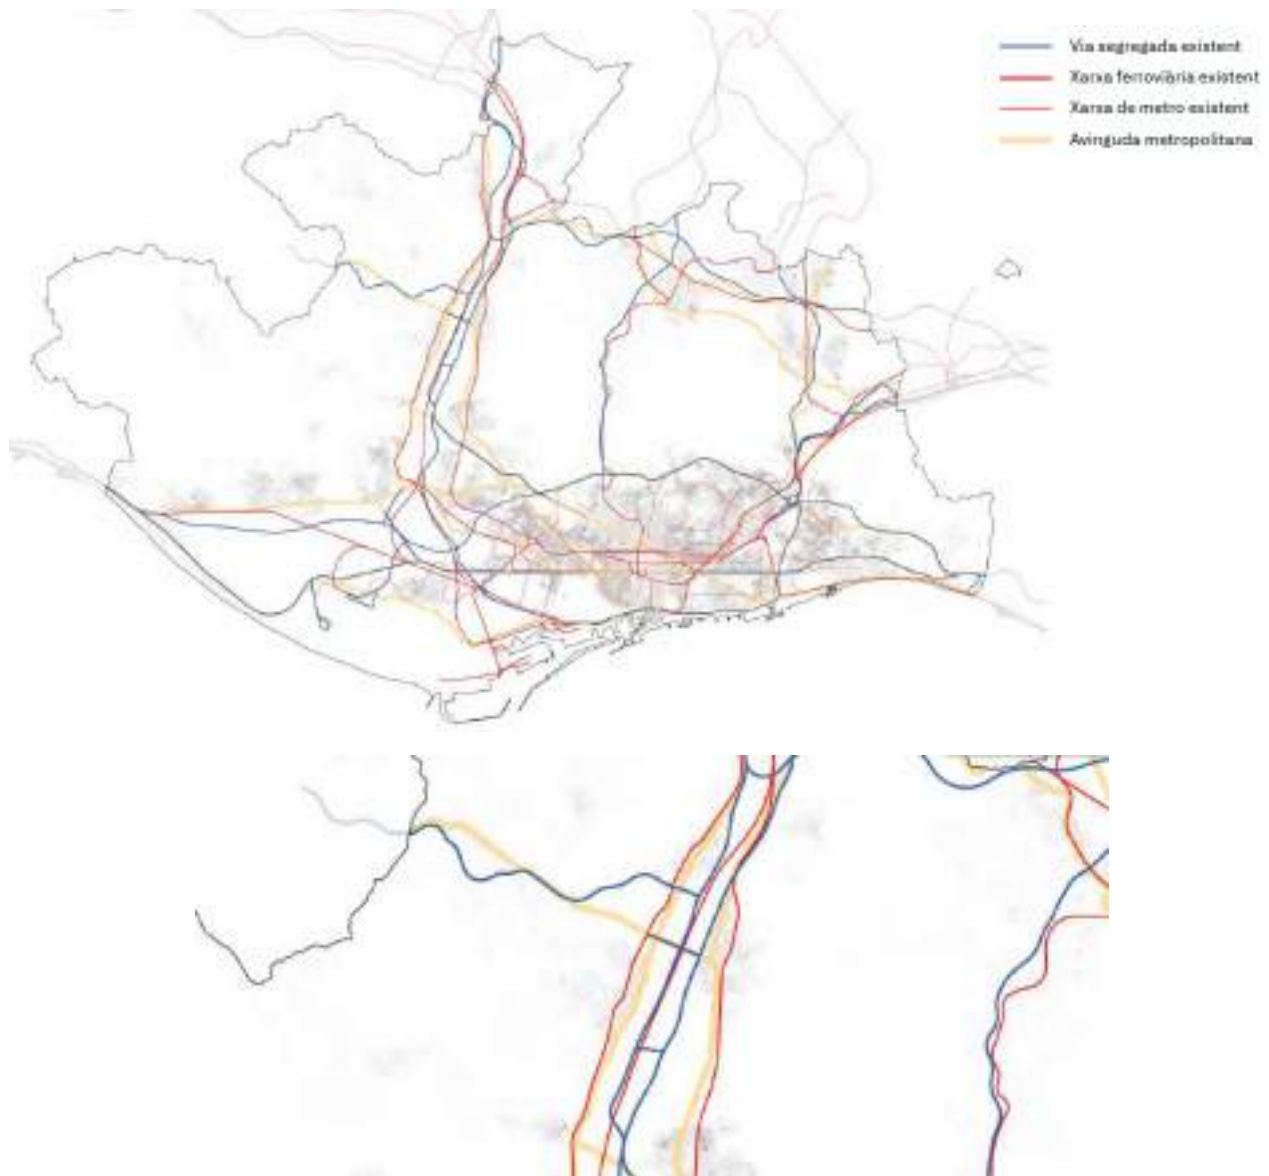 Via segregada existent
Xarxa ferroviària existent
Xarxa de metro existent
Avinguda metropolitana